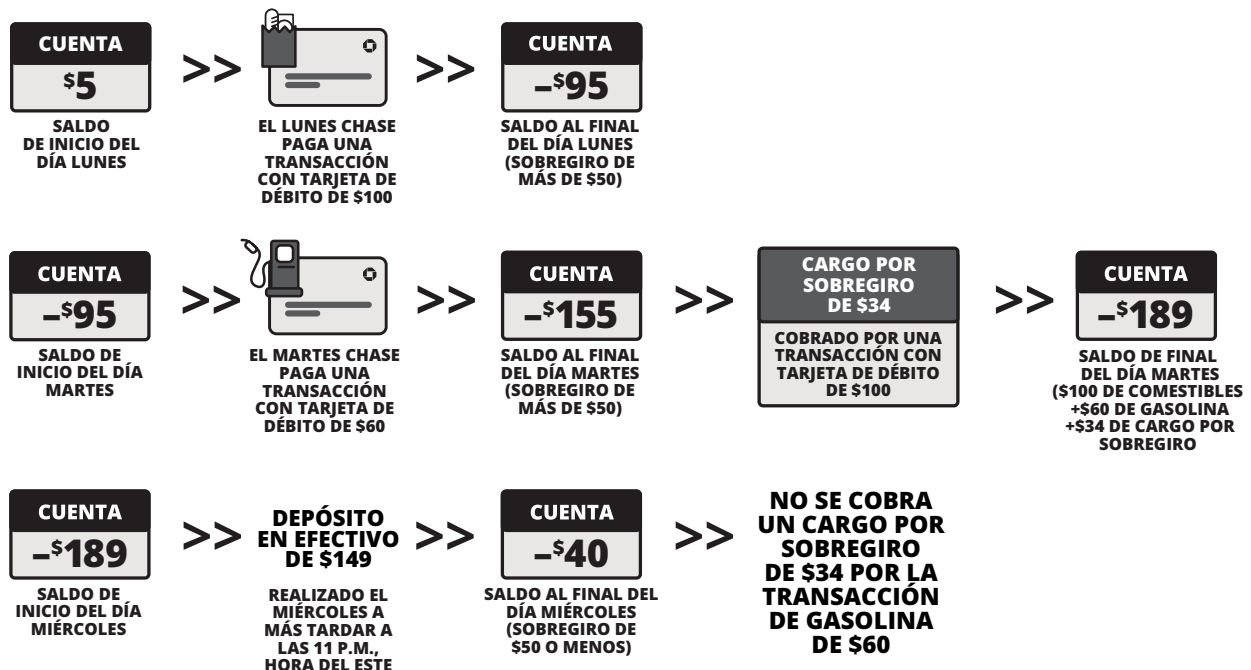 CUENTA
$5
SALDO
DE INICIO DEL
DÍA LUNES
>>
EL LUNES CHASE
PAGA UNA
TRANSACCIÓN
CON TARJETA DE
DÉBITO DE $100
>>
CUENTA
–$95
SALDO AL FINAL
DEL DÍA LUNES
(SOBREGIRO DE
MÁS DE $50)
CUENTA
–$95
SALDO DE
INICIO DEL DÍA
MARTES
>>
EL MARTES CHASE
PAGA UNA
TRANSACCIÓN
CON TARJETA DE
DÉBITO DE $60
>>
CUENTA
–$155
SALDO AL FINAL
DEL DÍA MARTES
(SOBREGIRO DE
MÁS DE $50)
>>
CARGO POR
SOBREGIRO
DE $34
COBRADO POR UNA
TRANSACCIÓN CON
TARJETA DE DÉBITO
DE $100
>>
CUENTA
–$189
SALDO DE FINAL
DEL DÍA MARTES
($100 DE COMESTIBLES
+$60 DE GASOLINA
+$34 DE CARGO POR
SOBREGIRO
CUENTA
–$189
SALDO DE
INICIO DEL DÍA
MIÉRCOLES
>>
DEPÓSITO
EN EFECTIVO
DE $149
REALIZADO EL
MIÉRCOLES A
MÁS TARDAR A
LAS 11 P.M.,
HORA DEL ESTE
>>
CUENTA
–$40
SALDO AL FINAL DEL
DÍA MIÉRCOLES
(SOBREGIRO DE
$50 O MENOS)
>>
NO SE COBRA
UN CARGO POR
SOBREGIRO
DE $34 POR LA
TRANSACCIÓN
DE GASOLINA
DE $60